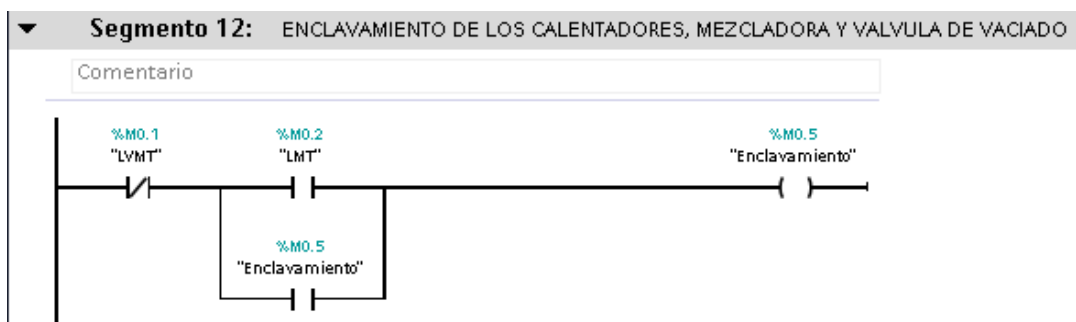 Segmento 12: ENCLAVAMIENTO DE LOS CALENTADORES, MEZCLADORA Y VALVULA DE VACIADO
Comentario
%M0.1 %M0.2 %M0.5
"LVMT" "LMT" "Enclavamiento"
%M0.5
"Enclavamiento"